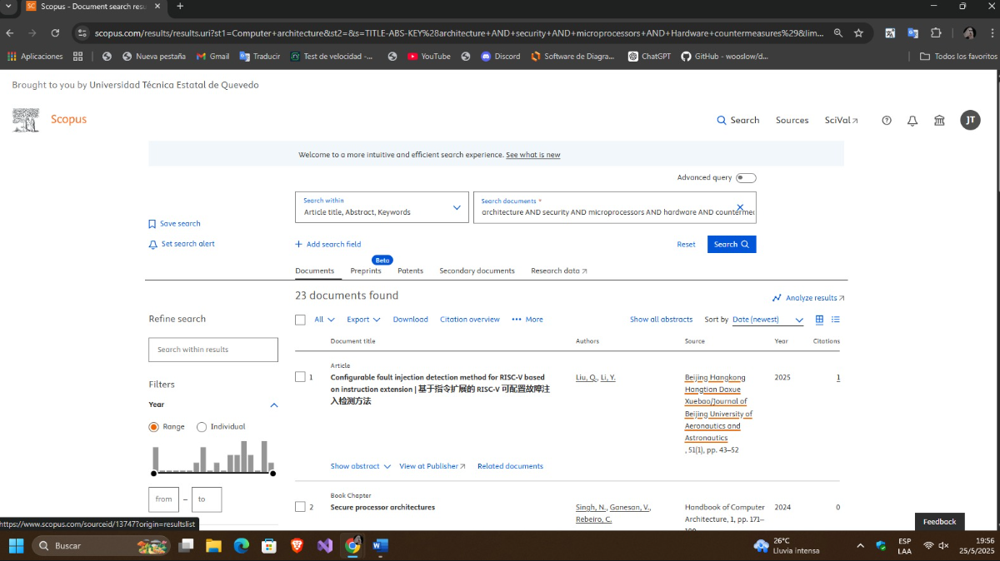 Scopus - Document search resu
scopus.com/results/results.uri?st1=Computer+architecture&st2=&s=TITLE-ABS-KEY%28architecture+AND+security+AND+microprocessors+AND+Hardware+countermeasures%29&lim...
Aplicaciones
Nueva pestaña
Gmail
Traducir
Test de velocidad -...
YouTube
Discord
Software de Diagra...
ChatGPT
GitHub - wooslow/d...
Todos los favoritos
Brought to you by Universidad Técnica Estatal de Quevedo
Scopus
Search
Sources
SciVal
JT
Welcome to a more intuitive and efficient search experience. See what is new
Advanced query
Search within
Article title, Abstract, Keywords
Search documents *
architecture AND security AND microprocessors AND hardware AND countermec
Save search
Set search alert
+ Add search field
Reset
Search
Beta
Documents
Preprints
Patents
Secondary documents
Research data
23 documents found
Analyze results
Refine search
All
Export
Download
Citation overview
More
Show all abstracts
Sort by Date (newest)
Document title
Authors
Source
Year
Citations
Search within results
Filters
Year
Range
Individual
from
–
to
Article
1
Configurable fault injection detection method for RISC-V based
on instruction extension | 基于指令扩展的 RISC-V 可配置故障注
入检测方法
Liu, Q., Li, Y.
Beijing Hangkong
Hangtian Daxue
Xuebao/Journal of
Beijing University of
Aeronautics and
Astronautics
, 51(1), pp. 43–52
2025
1
Show abstract
View at Publisher
Related documents
Book Chapter
2
Secure processor architectures
Singh, N., Ganesan, V.,
Rebeiro, C.
Handbook of Computer
Architecture, 1, pp. 171–
2024
0
Feedback
https://www.scopus.com/sourceid/13747?origin=resultslist
Buscar
26°C
Lluvia intensa
ESP
LAA
19:56
25/5/2025